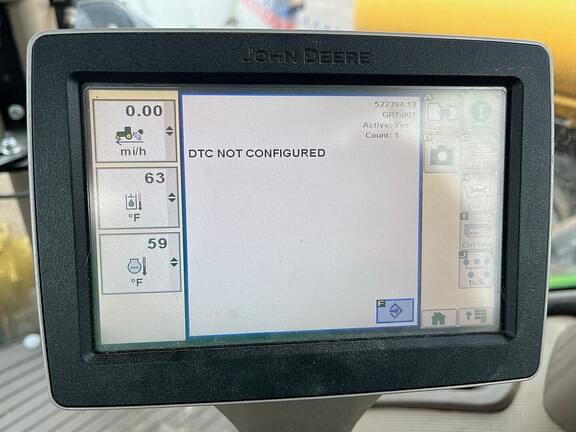 JOHN DEERE
0.00
mi/h
63
°F
59
°F
522394.13
Active: Yes
Count: 1
DTC NOT CONFIGURED
A
F